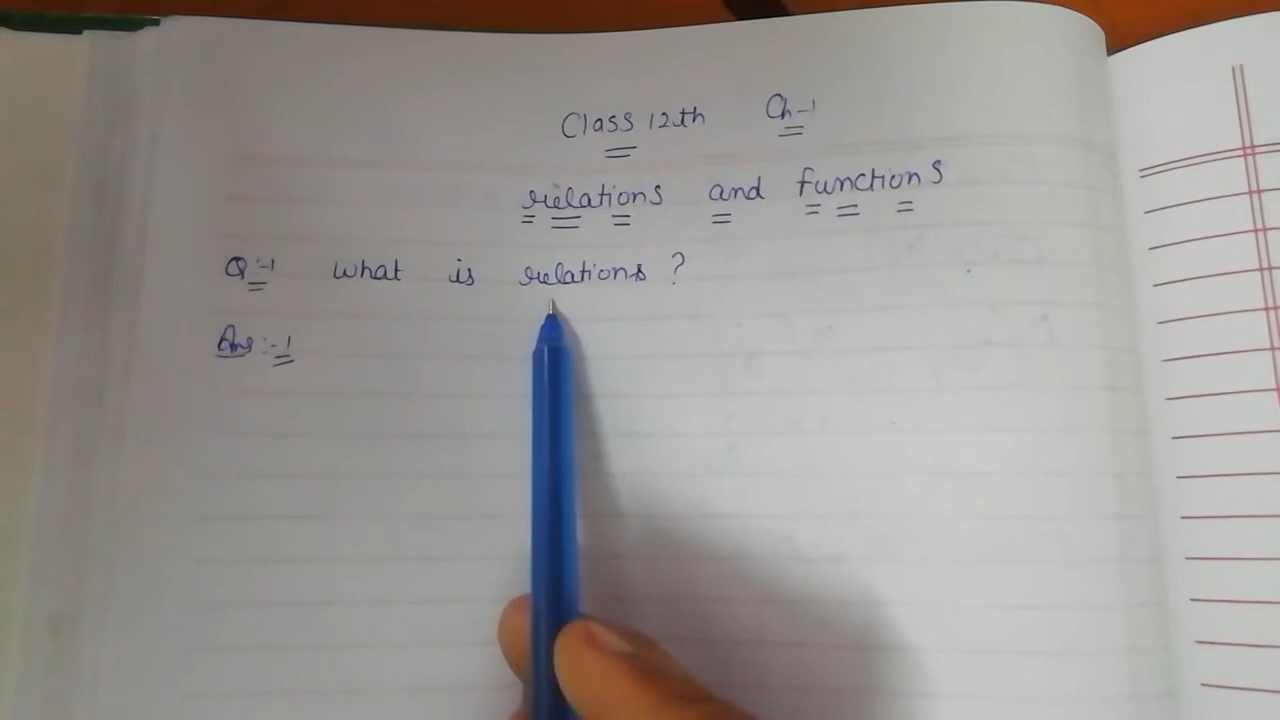 Class 12th Ch-1
relations and functions
Q:-1 what is relations ?
Ans:-1